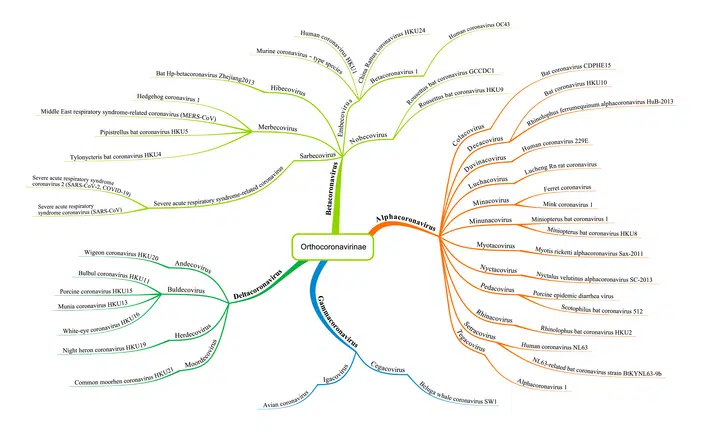 Orthocoronavirinae
Betacoronavirus
Embecovirus
Human coronavirus HKU1
Murine coronavirus - type species
China Rattus coronavirus HKU24
Betacoronavirus 1
Human coronavirus OC43
Hibecovirus
Bat Hp-betacoronavirus Zhejiang2013
Merbecovirus
Hedgehog coronavirus 1
Middle East respiratory syndrome-related coronavirus (MERS-CoV)
Pipistrellus bat coronavirus HKU5
Tylonycteris bat coronavirus HKU4
Nobecovirus
Rousettus bat coronavirus GCCDC1
Rousettus bat coronavirus HKU9
Sarbecovirus
Severe acute respiratory syndrome-related coronavirus
Severe acute respiratory syndrome
coronavirus 2 (SARS-CoV-2, COVID-19)
Severe acute respiratory
syndrome coronavirus (SARS-CoV)
Alphacoronavirus
Colacovirus
Bat coronavirus CDPHE15
Decacovirus
Bat coronavirus HKU10
Rhinolophus ferrumequinum alphacoronavirus HuB-2013
Duvinacovirus
Human coronavirus 229E
Luchacovirus
Lucheng Rn rat coronavirus
Minacovirus
Ferret coronavirus
Mink coronavirus 1
Minunacovirus
Miniopterus bat coronavirus 1
Miniopterus bat coronavirus HKU8
Myotacovirus
Myotis ricketti alphacoronavirus Sax-2011
Nyctacovirus
Nyctalus velutinus alphacoronavirus SC-2013
Pedacovirus
Porcine epidemic diarrhea virus
Scotophilus bat coronavirus 512
Rhinacovirus
Rhinolophus bat coronavirus HKU2
Setracovirus
Human coronavirus NL63
NL63-related bat coronavirus strain BtKYNL63-9b
Tegacovirus
Alphacoronavirus 1
Deltacoronavirus
Andecovirus
Wigeon coronavirus HKU20
Buldecovirus
Bulbul coronavirus HKU11
Porcine coronavirus HKU15
Munia coronavirus HKU13
White-eye coronavirus HKU16
Herdecovirus
Night heron coronavirus HKU19
Moordecovirus
Common moorhen coronavirus HKU21
Gammacoronavirus
Igacovirus
Avian coronavirus
Cegacovirus
Beluga whale coronavirus SW1